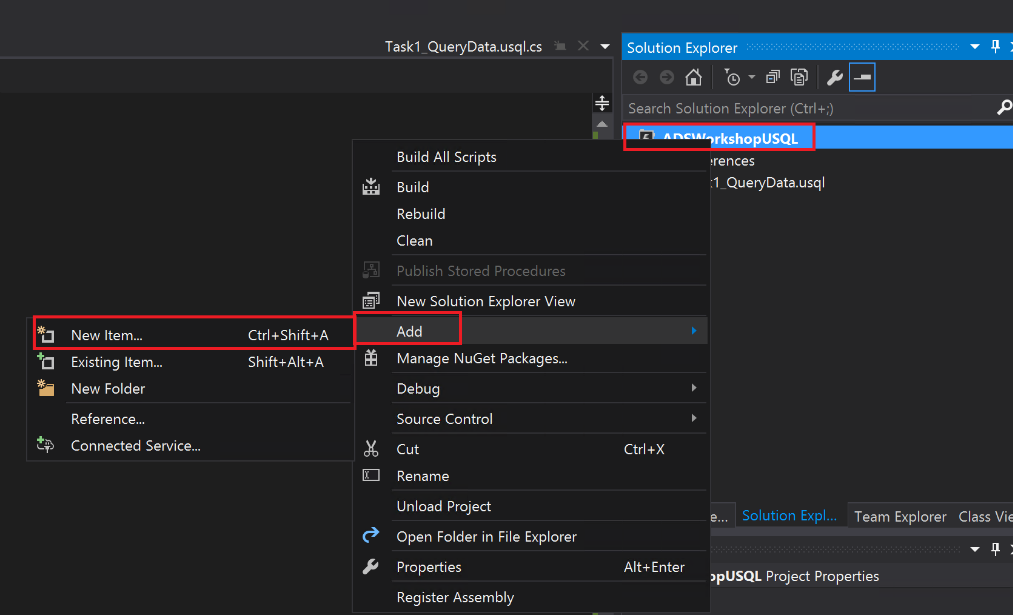 Task1_QueryData.usql.cs
Solution Explorer
Search Solution Explorer (Ctrl+;)
ADSWorkshopUSQL
erences
1_QueryData.usql
Build All Scripts
Build
Rebuild
Clean
Publish Stored Procedures
New Solution Explorer View
Add
Manage NuGet Packages...
Debug
Source Control
Cut Ctrl+X
Rename
Unload Project
Open Folder in File Explorer
Properties Alt+Enter
Register Assembly
New Item... Ctrl+Shift+A
Existing Item... Shift+Alt+A
New Folder
Reference...
Connected Service...
e... Solution Expl... Team Explorer Class Vie
opUSQL Project Properties